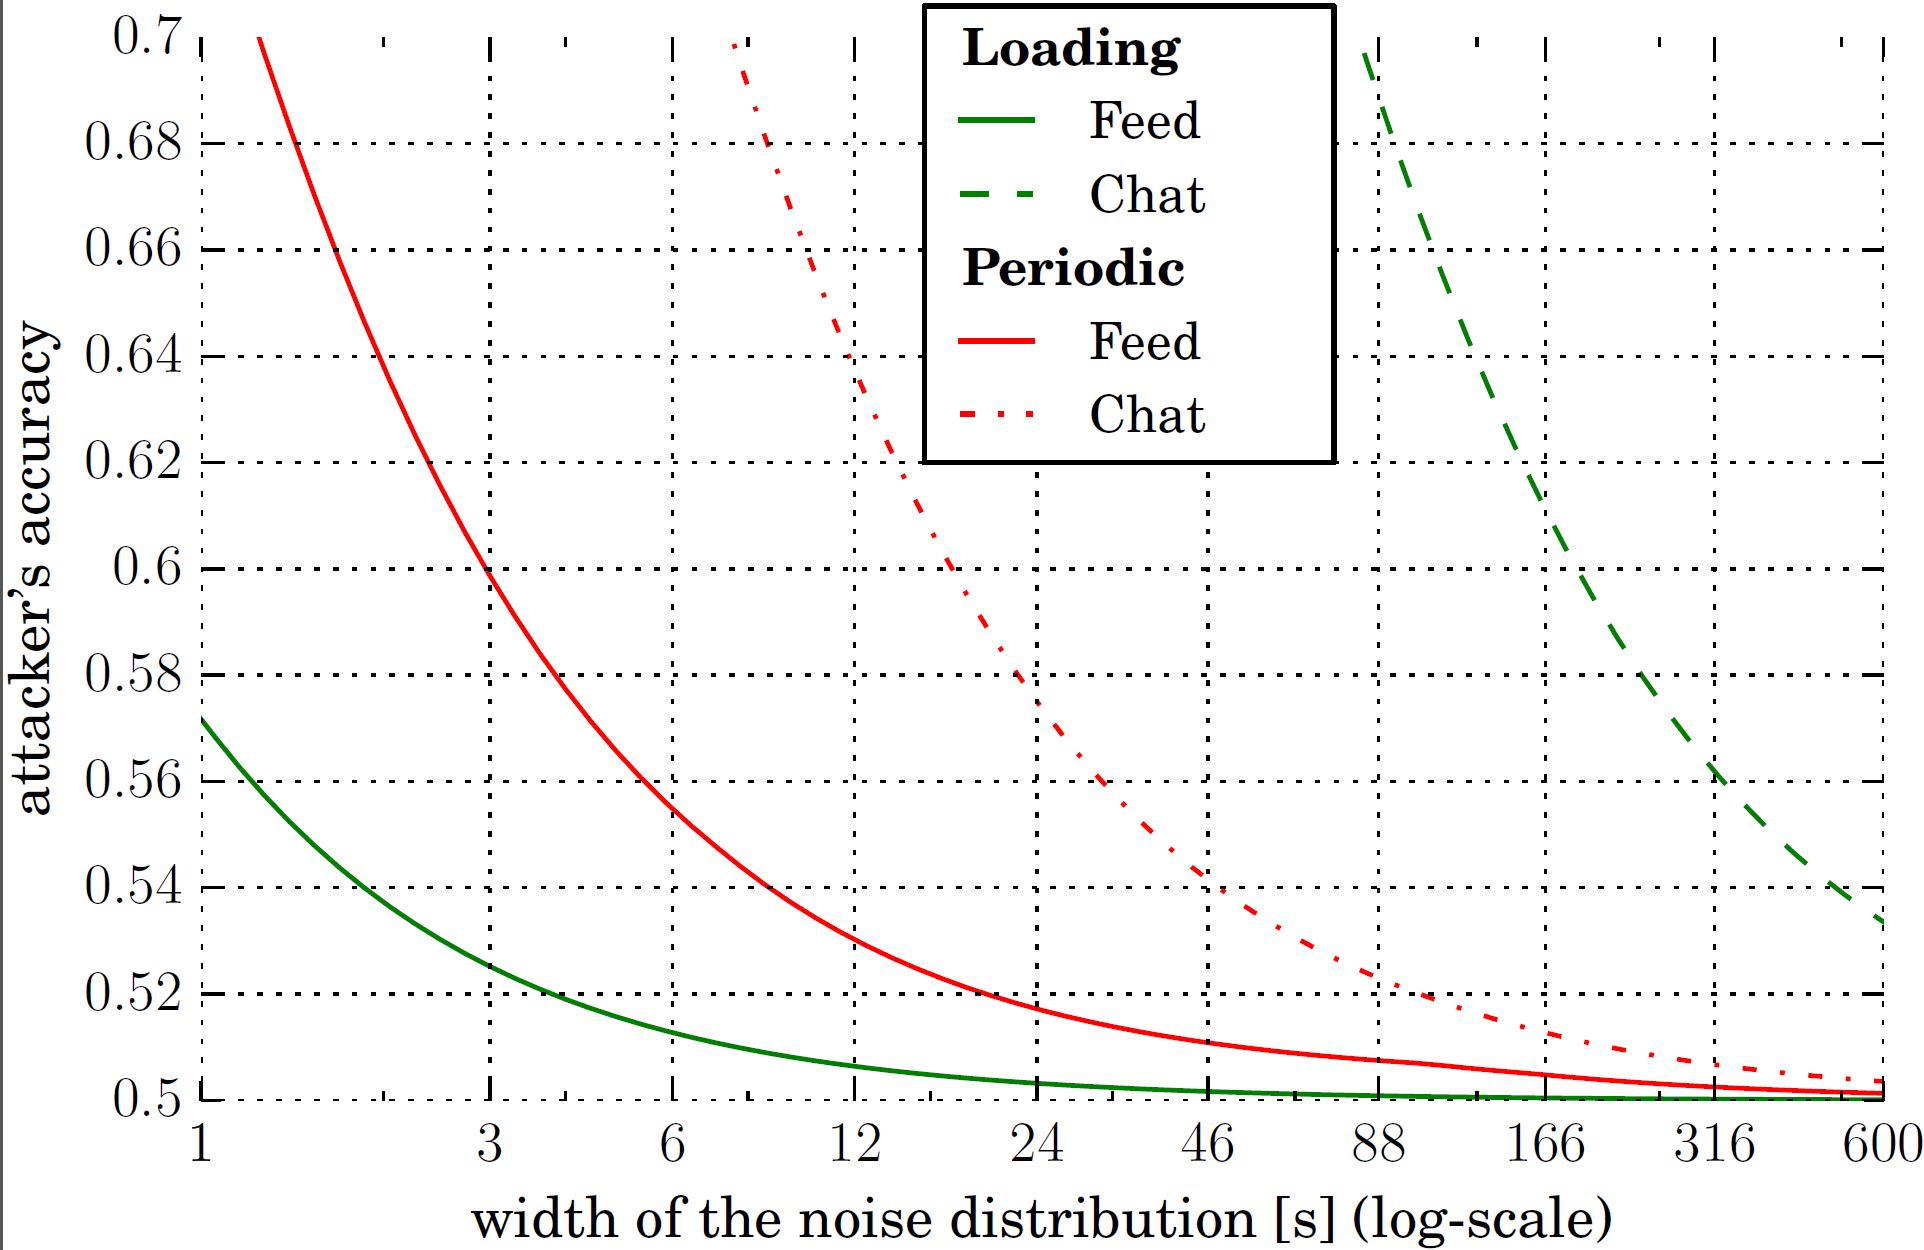 0.7
0.68
0.66
0.64
0.62
0.6
0.58
0.56
0.54
0.52
0.5
attacker's accuracy
Loading
Feed
Chat
Periodic
Feed
Chat
1 3 6 12 24 46 88 166 316 600
width of the noise distribution [s] (log-scale)